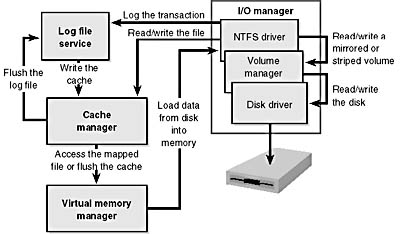 Log the transaction
I/O manager
Log file
service
NTFS driver
Read/write the file
Read/write a
mirrored or
striped volume
Flush the
log file
Write the
cache
Volume
manager
Load data
from disk
into
memory
Disk driver
Read/write
the disk
Cache
manager
Access the mapped
file or flush the cache
Virtual memory
manager